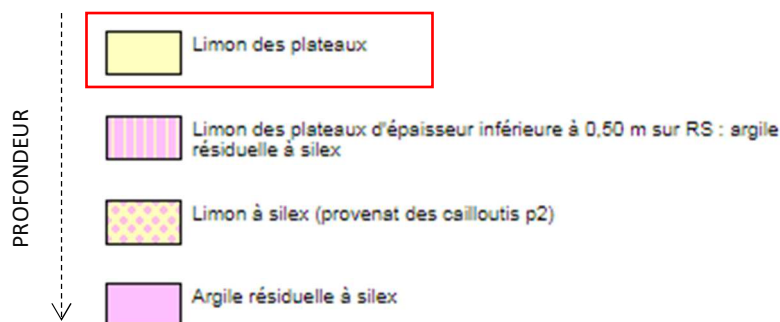 PROFONDEUR
Limon des plateaux
Limon des plateaux d'épaisseur inférieure à 0,50 m sur RS : argile
résiduelle à silex
Limon à silex (provenat des cailloutis p2)
Argile résiduelle à silex